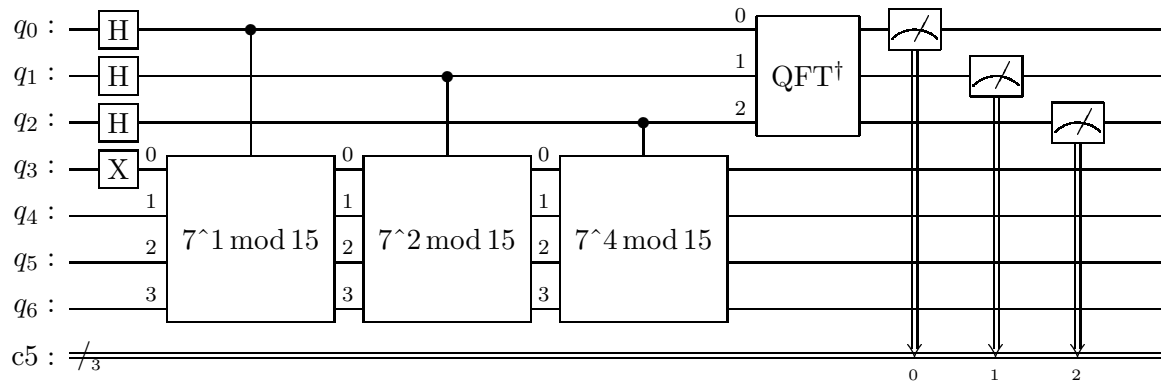 q0 : H 0
q1 : H 1 QFT†
q2 : H 2
q3 : X 0 0 0
q4 : 1 1 1
7^1 mod 15 7^2 mod 15 7^4 mod 15
q5 : 2 2 2
q6 : 3 3 3
c5 : 3
0 1 2